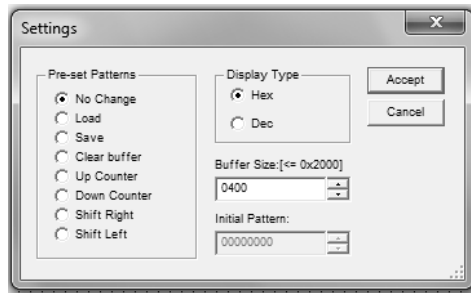 Settings
x
Pre-set Patterns
No Change
Load
Save
Clear buffer
Up Counter
Down Counter
Shift Right
Shift Left
Display Type
Hex
Dec
Buffer Size:[<= 0x2000]
0400
Initial Pattern:
00000000
Accept
Cancel